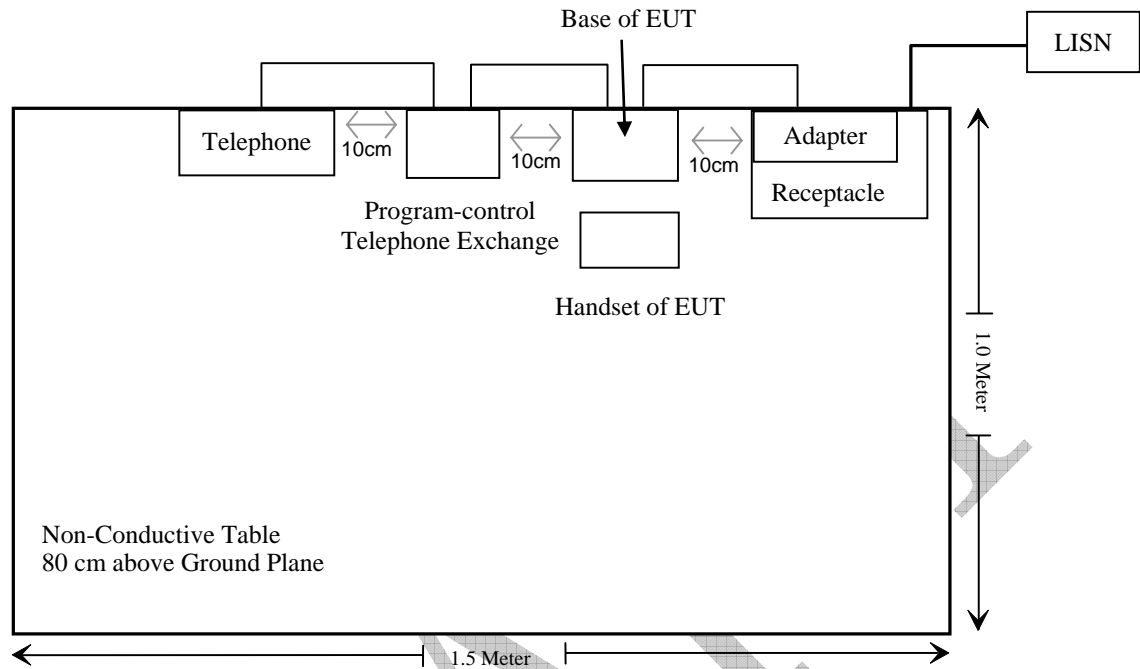 Base of EUT
LISN
Telephone
10cm
10cm
10cm
Adapter
Receptacle
Program-control
Telephone Exchange
Handset of EUT
1.0 Meter
Non-Conductive Table
80 cm above Ground Plane
1.5 Meter